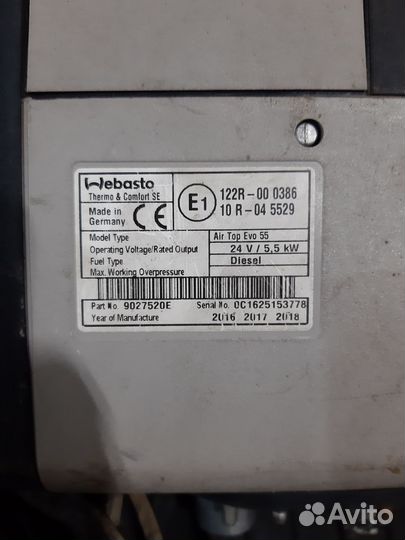 Webasto
Thermo & Comfort SE
Made in
Germany
CE
E1
122R-00 0386
10 R-04 5529
Model Type Air Top Evo 55
Operating Voltage/Rated Output 24 V / 5,5 kW
Fuel Type Diesel
Max. Working Overpressure
Part No. 9027520E Serial No. 0C1625153778
Year of Manufacture 2016 2017 2018
Avito